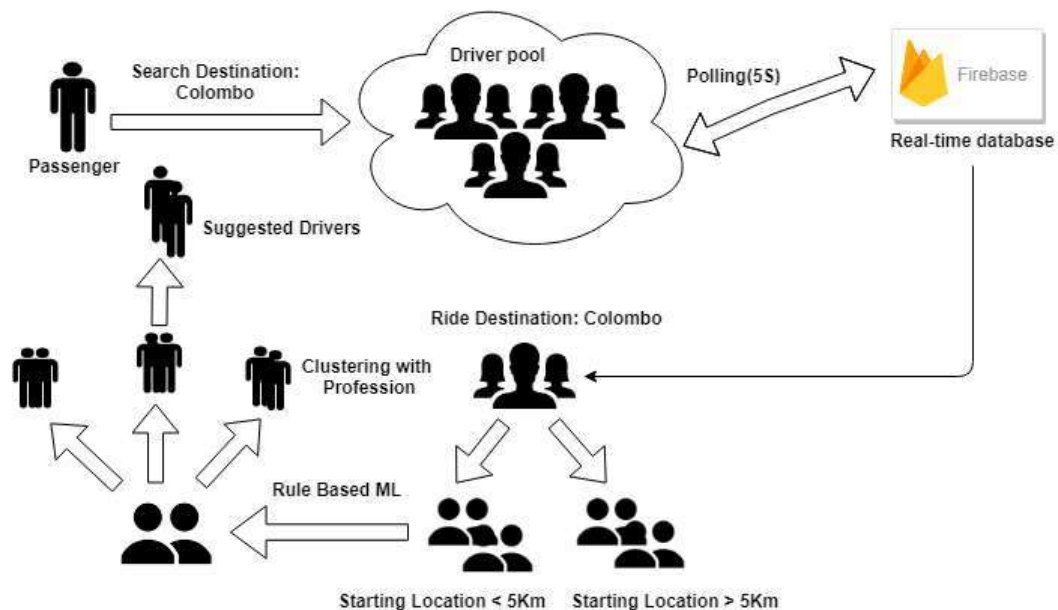 Driver pool
Search Destination:
Colombo
Polling(5S)
Firebase
Passenger
Real-time database
Suggested Drivers
Ride Destination: Colombo
Clustering with
Profession
Rule Based ML
Starting Location < 5Km
Starting Location > 5Km